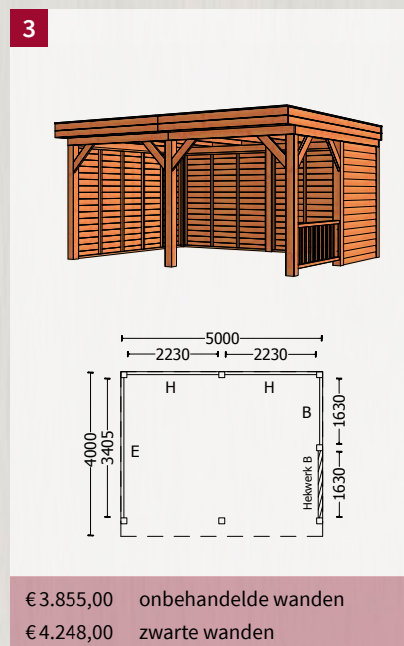 3
5000
2230 2230
H H
B
1630
4000
3405
E
Hekwerk B
1630
€ 3.855,00 onbehandelde wanden
€ 4.248,00 zwarte wanden